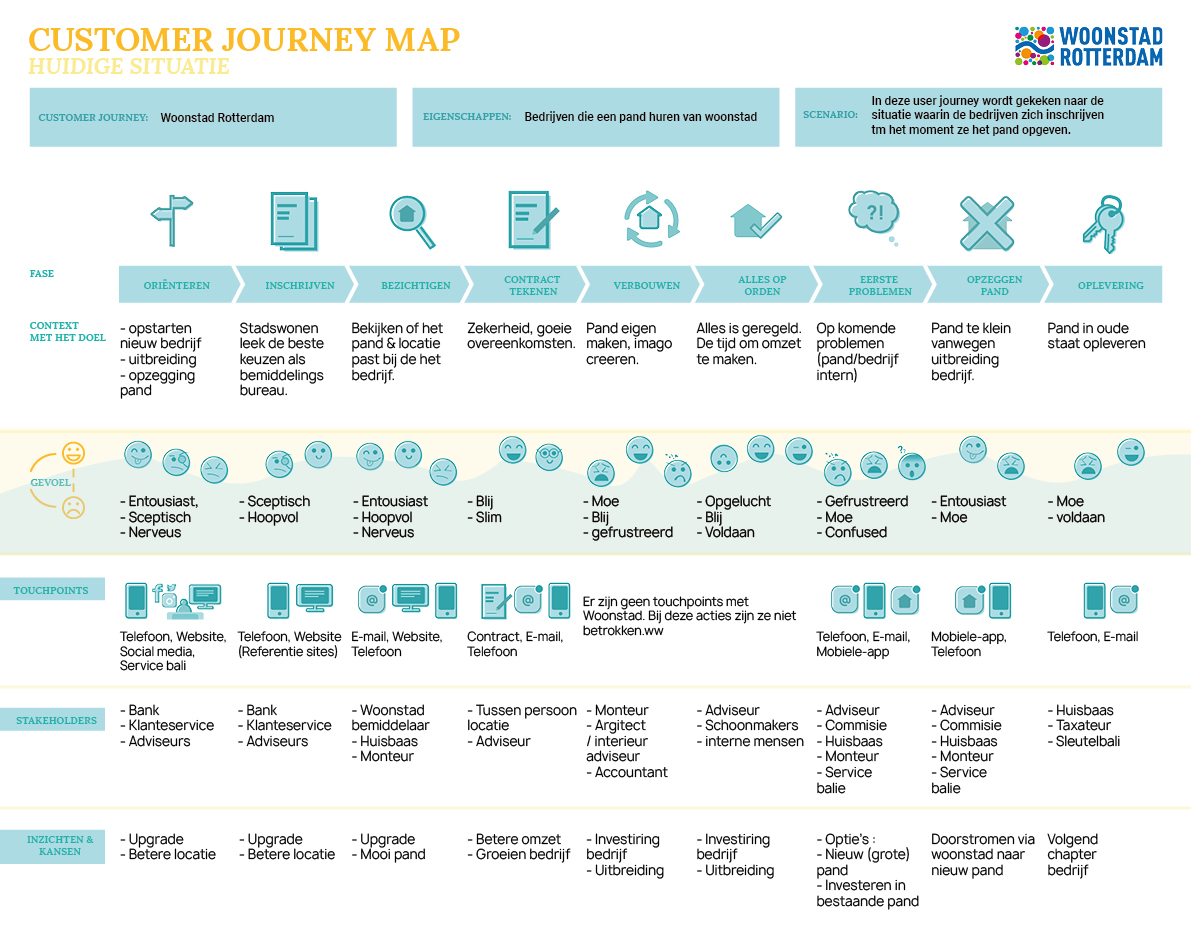 CUSTOMER JOURNEY MAP
HUIDIGE SITUATIE
WOONSTAD
ROTTERDAM
CUSTOMER JOURNEY: Woonstad Rotterdam
EIGENSCHAPPEN: Bedrijven die een pand huren van woonstad
SCENARIO:
In deze user journey wordt gekeken naar de
situatie waarin de bedrijven zich inschrijven
tm het moment ze het pand opgeven.
?!
FASE
ORIËNTEREN
INSCHRIJVEN
BEZICHTIGEN
CONTRACT
TEKENEN
VERBOUWEN
ALLES OP
ORDEN
EERSTE
PROBLEMEN
OPZEGGEN
PAND
OPLEVERING
CONTEXT
MET HET DOEL
- opstarten
nieuw bedrijf
- uitbreiding
- opzegging
pand
Stadswonen
leek de beste
keuzen als
bemiddelings
bureau.
Bekijken of het
pand & locatie
past bij de het
bedrijf.
Zekerheid, goeie
overeenkomsten.
Pand eigen
maken, imago
creeren.
Alles is geregeld.
De tijd om omzet
te maken.
Op komende
problemen
(pand/bedrijf
intern)
Pand te klein
vanwegen
uitbreiding
bedrijf.
Pand in oude
staat opleveren
GEVOEL
- Entousiast,
- Sceptisch
- Nerveus
- Sceptisch
- Hoopvol
- Entousiast
- Hoopvol
- Nerveus
- Blij
- Slim
- Moe
- Blij
- gefrustreerd
- Opgelucht
- Blij
- Voldaan
??
- Gefrustreerd
- Moe
- Confused
- Entousiast
- Moe
- Moe
- voldaan
TOUCHPOINTS
Telefoon, Website,
Social media,
Service bali
Telefoon, Website
(Referentie sites)
@
E-mail, Website,
Telefoon
@
Contract, E-mail,
Telefoon
Er zijn geen touchpoints met
Woonstad. Bij deze acties zijn ze niet
betrokken.ww
@
Telefoon, E-mail,
Mobiele-app
Mobiele-app,
Telefoon
@
Telefoon, E-mail
STAKEHOLDERS
- Bank
- Klanteservice
- Adviseurs
- Bank
- Klanteservice
- Adviseurs
- Woonstad
bemiddelaar
- Huisbaas
- Monteur
- Tussen persoon
locatie
- Adviseur
- Monteur
- Argitect
/ interieur
adviseur
- Accountant
- Adviseur
- Schoonmakers
- interne mensen
- Adviseur
- Commisie
- Huisbaas
- Monteur
- Service
balie
- Adviseur
- Commisie
- Huisbaas
- Monteur
- Service
balie
- Huisbaas
- Taxateur
- Sleutelbali
INZICHTEN &
KANSEN
- Upgrade
- Betere locatie
- Upgrade
- Betere locatie
- Upgrade
- Mooi pand
- Betere omzet
- Groeien bedrijf
- Investiring
bedrijf
- Uitbreiding
- Investiring
bedrijf
- Uitbreiding
- Optie's :
- Nieuw (grote)
pand
- Investeren in
bestaande pand
Doorstromen via
woonstad naar
nieuw pand
Volgend
chapter
bedrijf